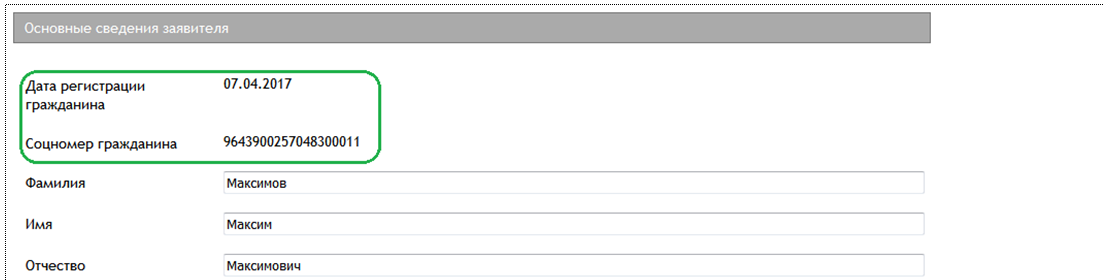 Основные сведения заявителя
Дата регистрации 07.04.2017
гражданина
Соцномер гражданина 9643900257048300011
Фамилия Максимов
Имя Максим
Отчество Максимович